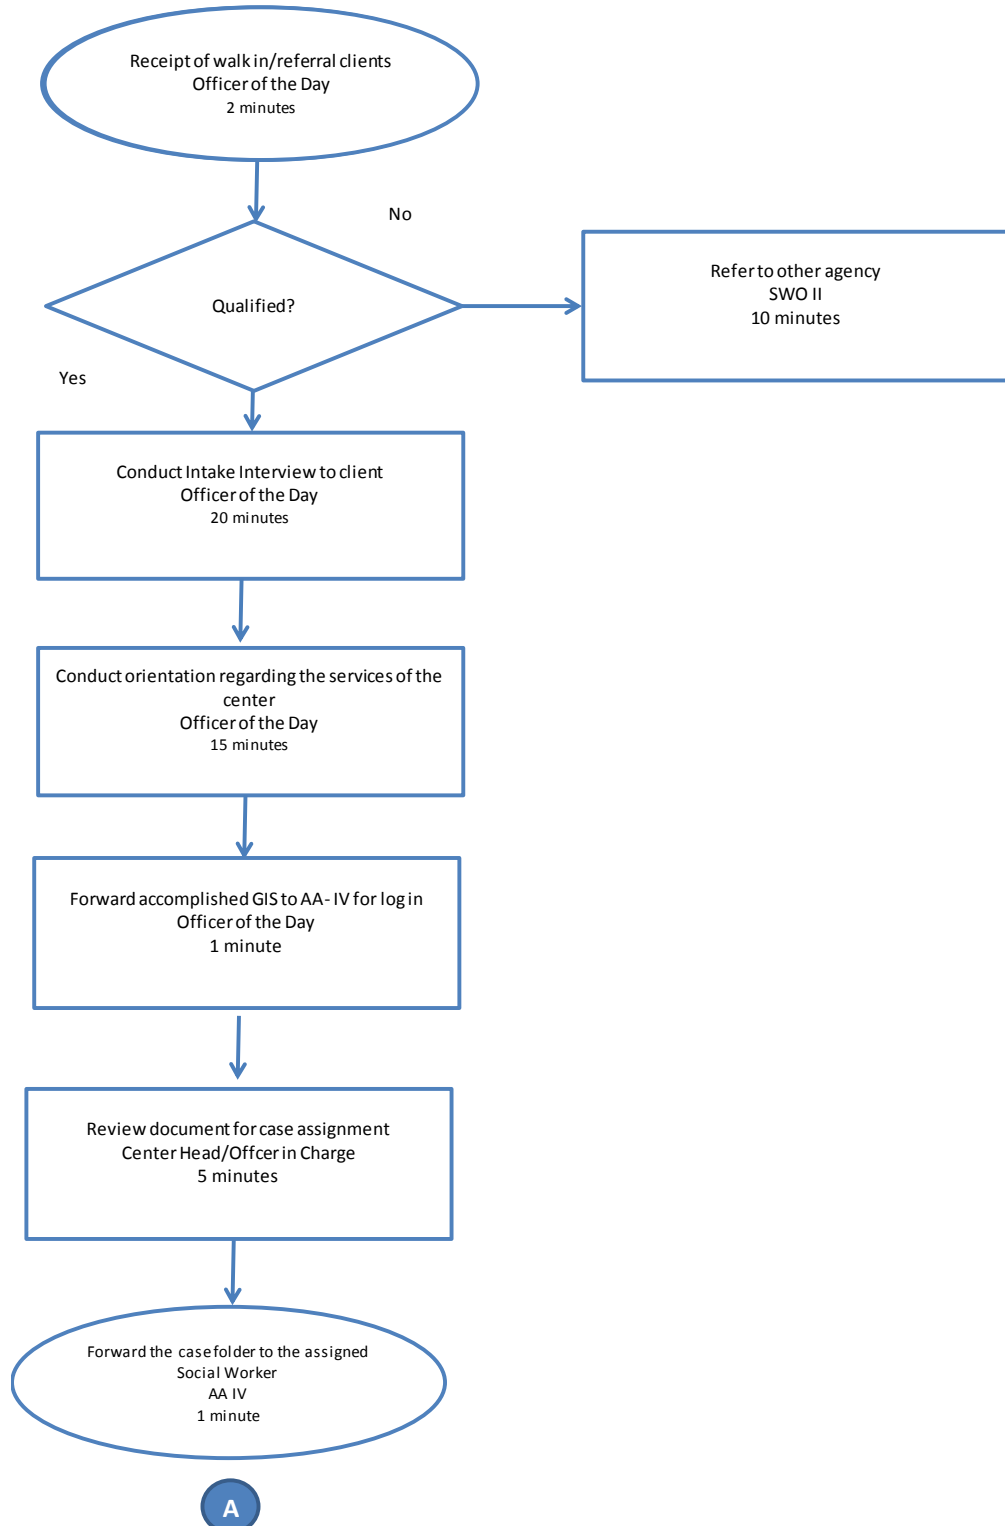 Receipt of walk in/referral clients
Officer of the Day
2 minutes
No
Qualified?
Refer to other agency
SWO II
10 minutes
Yes
Conduct Intake Interview to client
Officer of the Day
20 minutes
Conduct orientation regarding the services of the
center
Officer of the Day
15 minutes
Forward accomplished GIS to AA- IV for log in
Officer of the Day
1 minute
Review document for case assignment
Center Head/Offcer in Charge
5 minutes
Forward the case folder to the assigned
Social Worker
AA IV
1 minute
A